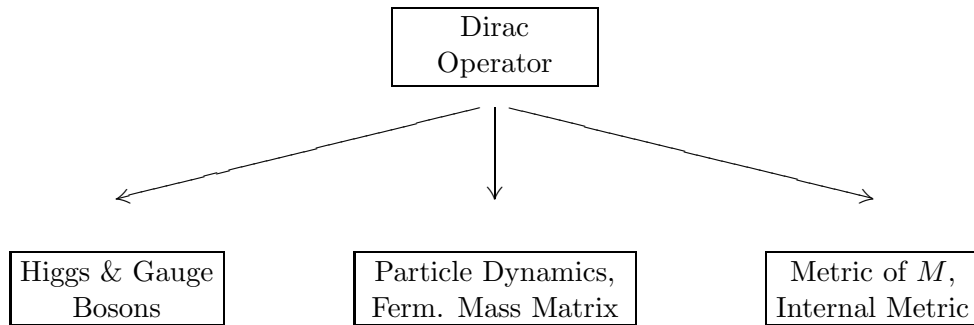 Dirac
Operator
Higgs & Gauge
Bosons
Particle Dynamics,
Ferm. Mass Matrix
Metric of M,
Internal Metric